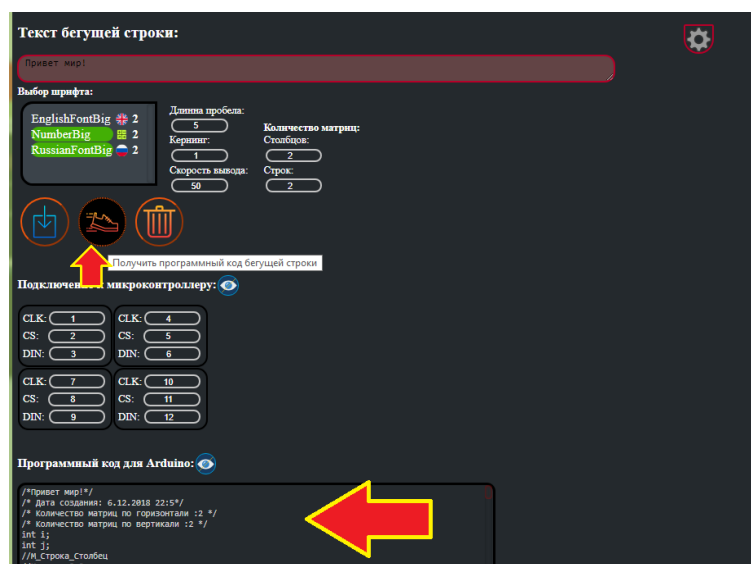 Текст бегущей строки:
Привет мир!
Выбор шрифта:
EnglishFontBig 2
NumberBig 2
RussianFontBig 2
Длинна пробела:
5
Кернинг:
1
Скорость вывода:
50
Количество матриц:
Столбцов:
2
Строк:
2
Получить программный код бегущей строки
Подключение к микроконтроллеру:
CLK: 1 CLK: 4
CS: 2 CS: 5
DIN: 3 DIN: 6
CLK: 7 CLK: 10
CS: 8 CS: 11
DIN: 9 DIN: 12
Программный код для Arduino:
/*Привет мир!*/
/* Дата создания: 6.12.2018 22:5*/
/* Количество матриц по горизонтали :2 */
/* Количество матриц по вертикали :2 */
int i;
int j;
//М_Строка_Столбец